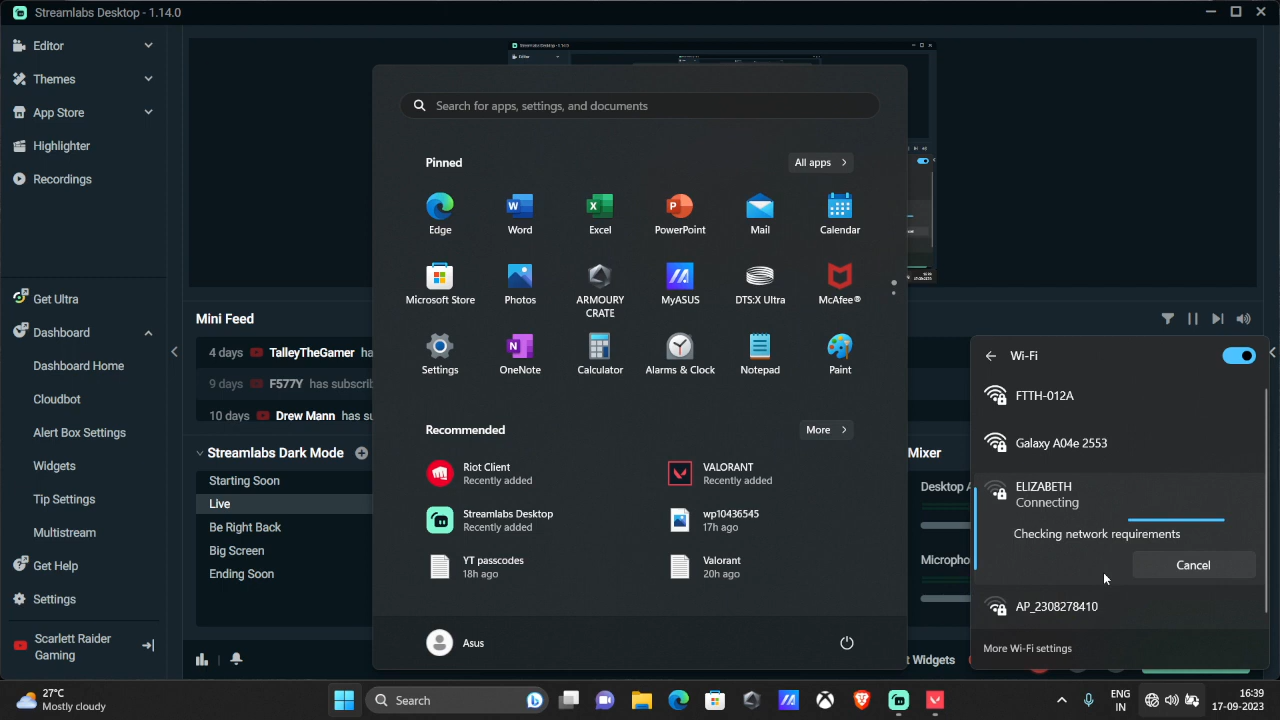 Streamlabs Desktop - 1.14.0
Editor
Themes
App Store
Highlighter
Recordings
Get Ultra
Dashboard
Dashboard Home
Cloudbot
Alert Box Settings
Widgets
Tip Settings
Multistream
Get Help
Settings
Scarlett Raider
Gaming
Mini Feed
4 days TalleyTheGamer ha
9 days F577Y has subscrib
10 days Drew Mann has su
Streamlabs Dark Mode
Starting Soon
Live
Be Right Back
Big Screen
Ending Soon
Search for apps, settings, and documents
Pinned
All apps
Edge
Word
Excel
PowerPoint
Mail
Calendar
Microsoft Store
Photos
ARMOURY
CRATE
MyASUS
DTS:X Ultra
McAfee®
Settings
OneNote
Calculator
Alarms & Clock
Notepad
Paint
Recommended
More
Riot Client
Recently added
VALORANT
Recently added
Streamlabs Desktop
Recently added
wp10436545
17h ago
YT passcodes
18h ago
Valorant
20h ago
Asus
Mixer
Desktop A
Micropho
t Widgets
Wi-Fi
FTTH-012A
Galaxy A04e 2553
ELIZABETH
Connecting
Checking network requirements
Cancel
AP_2308278410
More Wi-Fi settings
27°C
Mostly cloudy
Search
ENG
IN
16:39
17-09-2023